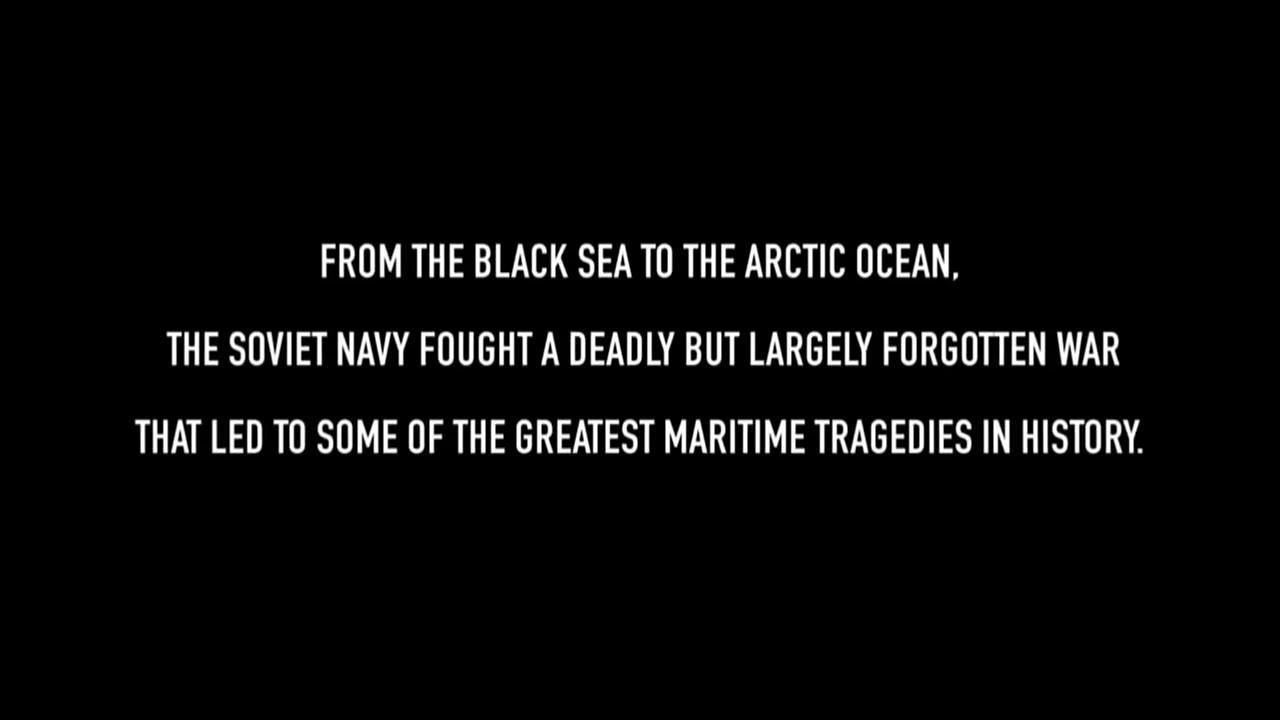 FROM THE BLACK SEA TO THE ARCTIC OCEAN,
THE SOVIET NAVY FOUGHT A DEADLY BUT LARGELY FORGOTTEN WAR
THAT LED TO SOME OF THE GREATEST MARITIME TRAGEDIES IN HISTORY.